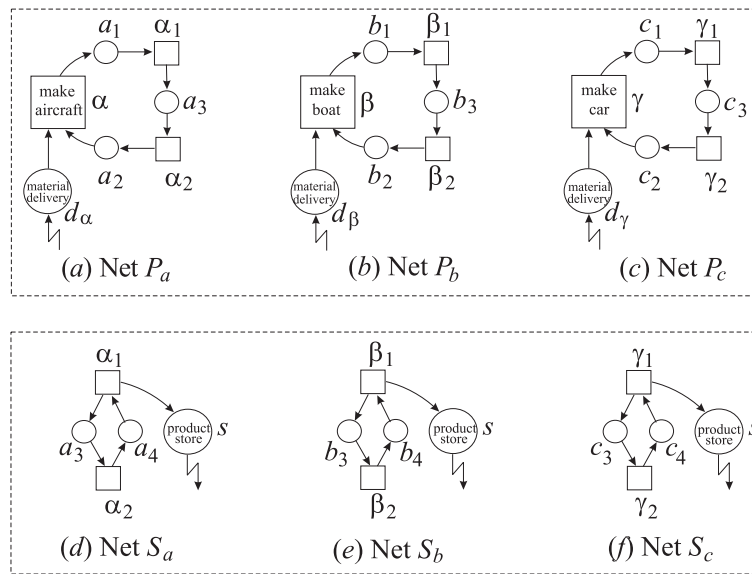 a1 α1
make aircraft α
a3
a2 α2
material delivery dα
(a) Net Pa
b1 β1
make boat β
b3
b2 β2
material delivery dβ
(b) Net Pb
c1 γ1
make car γ
c3
c2 γ2
material delivery dγ
(c) Net Pc
α1
product store s
a3 a4
α2
(d) Net Sa
β1
product store s
b3 b4
β2
(e) Net Sb
γ1
product store s
c3 c4
γ2
(f) Net Sc